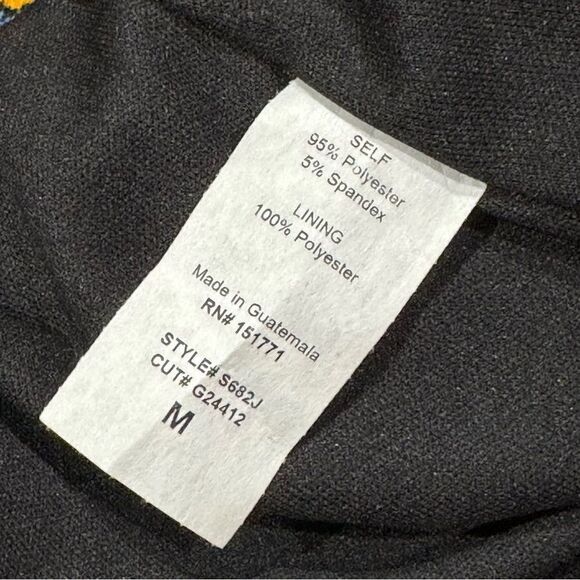 SELF
95% Polyester
5% Spandex
LINING
100% Polyester
Made in Guatemala
RN# 151771
STYLE# S682J
CUT# G24412
M